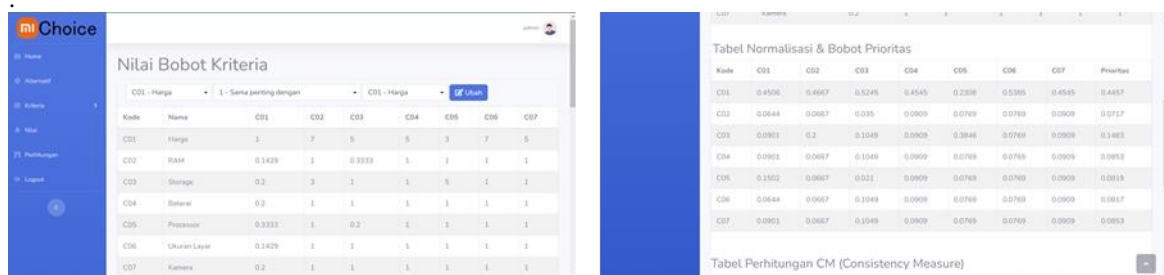 :
mi Choice
admin
Home
Alternatif
Kriteria
Nilai
Perhitungan
Logout
Nilai Bobot Kriteria
C01 - Harga 1 - Sama penting dengan C01 - Harga Ubah
Kode Nama C01 C02 C03 C04 C05 C06 C07
C01 Harga 1 7 5 5 3 7 5
C02 RAM 0.1429 1 0.3333 1 1 1 1
C03 Storage 0.2 3 1 1 5 1 1
C04 Baterai 0.2 1 1 1 1 1 1
C05 Processor 0.3333 1 0.2 1 1 1 1
C06 Ukuran Layar 0.1429 1 1 1 1 1 1
C07 Kamera 0.2 1 1 1 1 1 1
C07 Kamera 0.2 1 1 1 1 1 1
Tabel Normalisasi & Bobot Prioritas
Kode C01 C02 C03 C04 C05 C06 C07 Prioritas
C01 0.4506 0.4667 0.5245 0.4545 0.2308 0.5385 0.4545 0.4457
C02 0.0644 0.0667 0.035 0.0909 0.0769 0.0769 0.0909 0.0717
C03 0.0901 0.2 0.1049 0.0909 0.3846 0.0769 0.0909 0.1483
C04 0.0901 0.0667 0.1049 0.0909 0.0769 0.0769 0.0909 0.0853
C05 0.1502 0.0667 0.021 0.0909 0.0769 0.0769 0.0909 0.0819
C06 0.0644 0.0667 0.1049 0.0909 0.0769 0.0769 0.0909 0.0817
C07 0.0901 0.0667 0.1049 0.0909 0.0769 0.0769 0.0909 0.0853
Tabel Perhitungan CM (Consistency Measure)